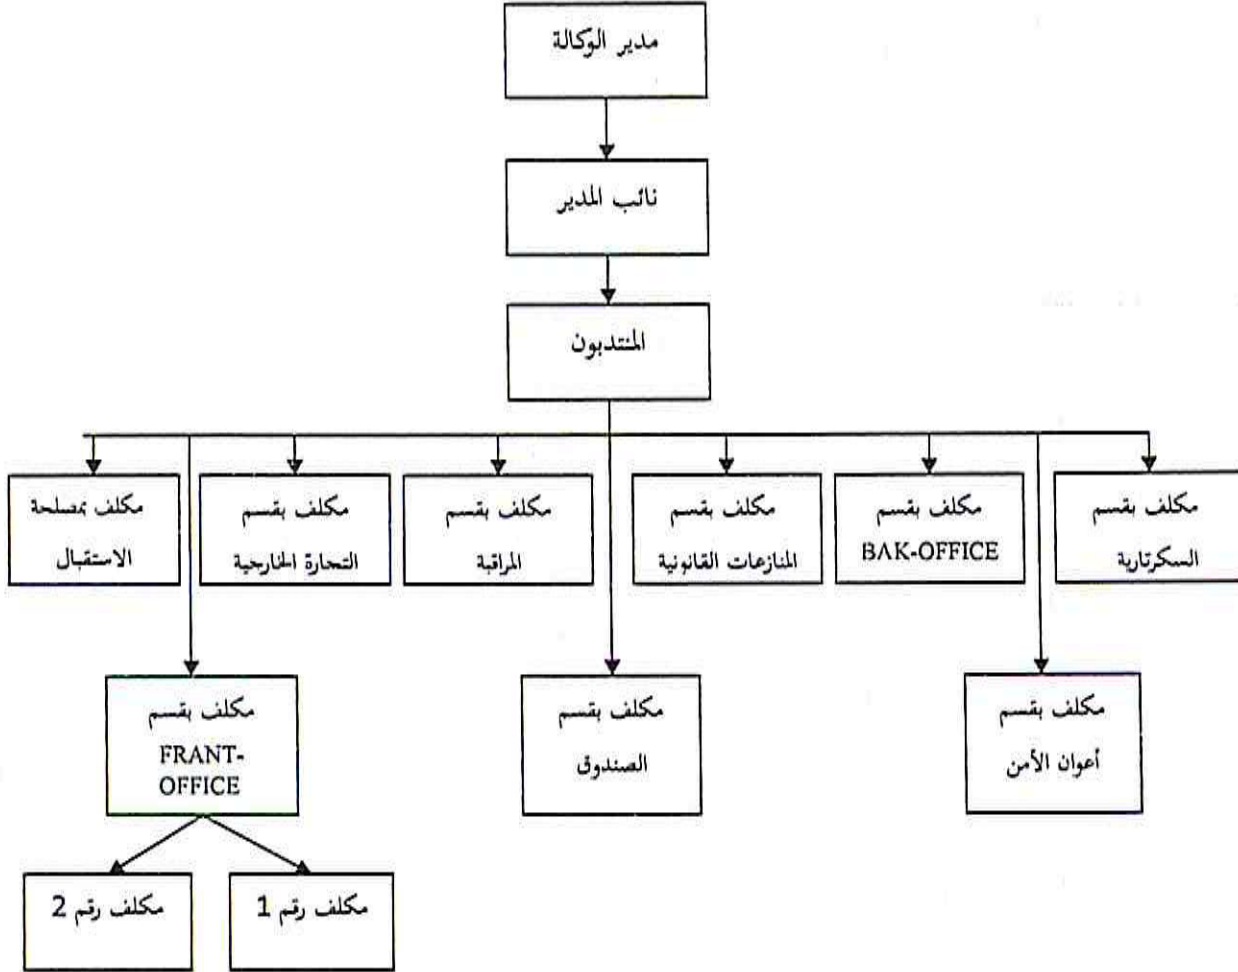 مدير الوكالة
نائب المدير
المنتدبون
مكلف بقسم
السكرتارية
مكلف بقسم
BAK-OFFICE
مكلف بقسم
المنازعات القانونية
مكلف بقسم
المراقبة
مكلف بقسم
التجارة الخارجية
مكلف بمصلحة
الاستقبال
مكلف بقسم
أعوان الأمن
مكلف بقسم
الصندوق
مكلف بقسم
FRANT-
OFFICE
مكلف رقم 1
مكلف رقم 2